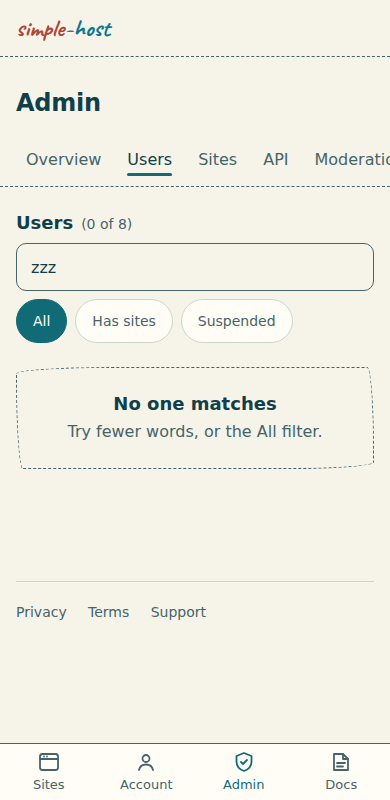 simple-host
Admin
Overview Users Sites API Moderatio
Users (0 of 8)
zzz
All Has sites Suspended
No one matches
Try fewer words, or the All filter.
Privacy Terms Support
Sites Account Admin Docs